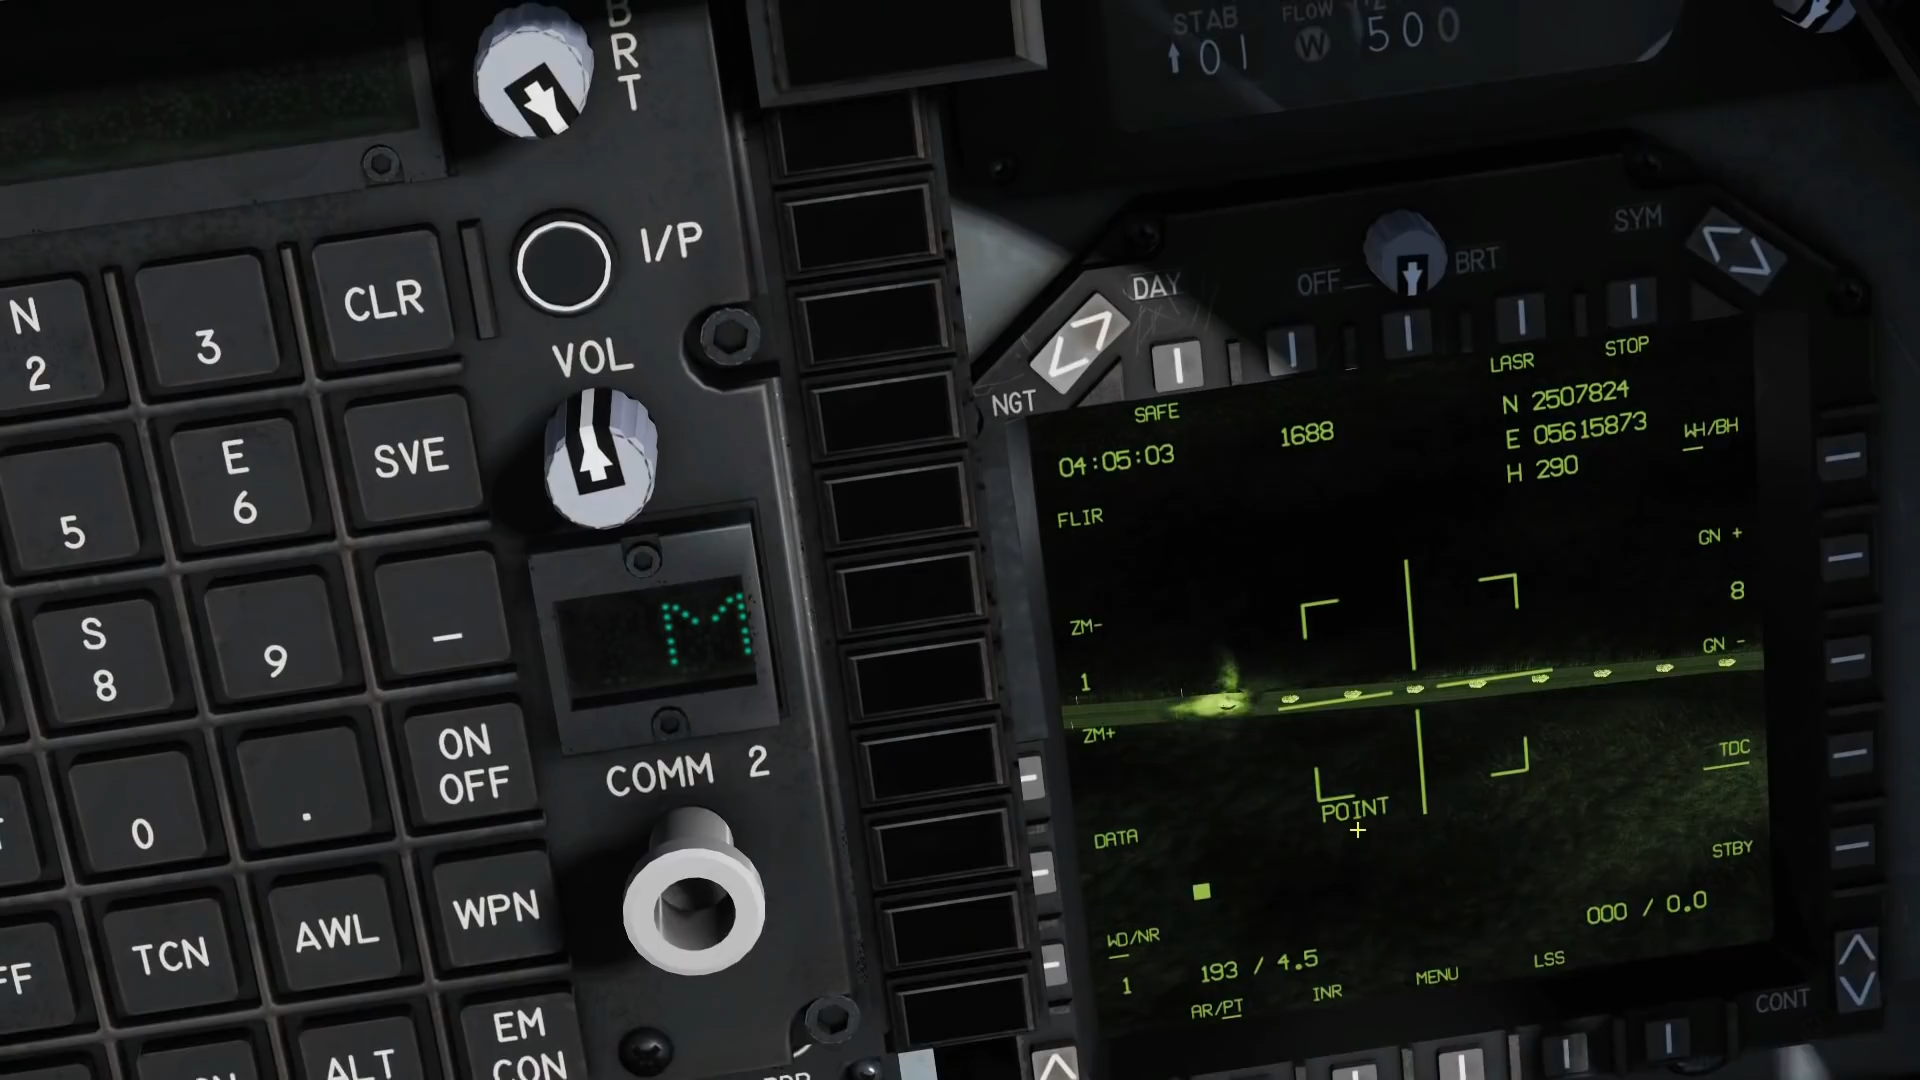 BRT
STAB
01
FLOW
W 500
I/P
N
2
3
CLR
VOL
5
E
6
SVE
S
8
9
−
M
COMM 2
0
.
ON
OFF
TCN
AWL
WPN
ALT
EM
CON
SYM
OFF
BRT
DAY
NGT
CONT
SAFE
LASR
STOP
04:05:03
1688
N 2507824
E 05615873
H 290
WH/BH
FLIR
GN +
8
GN -
ZM-
1
ZM+
TDC
POINT
DATA
STBY
WD/NR
1
193 / 4.5
000 / 0.0
AR/PT
INR
MENU
LSS